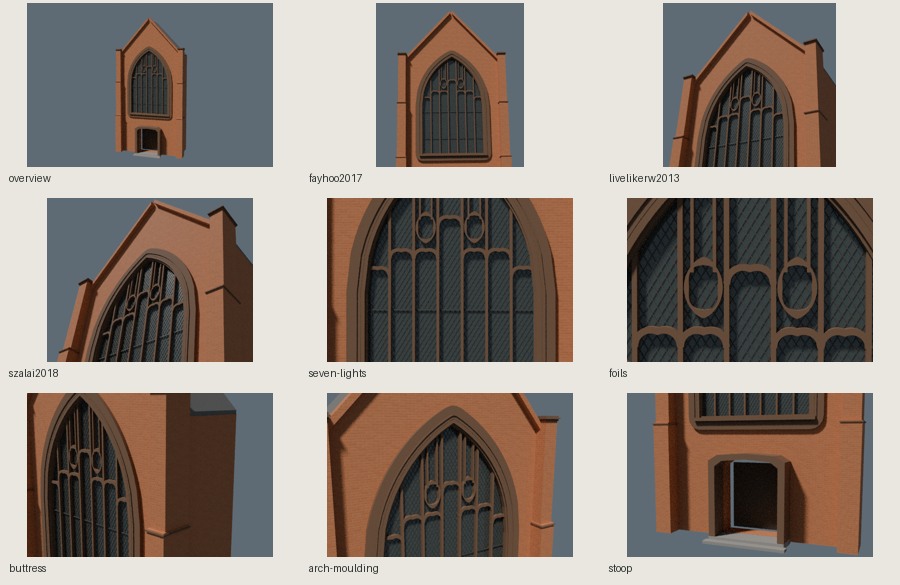 overview
fayhoo2017
livelikerw2013
szalai2018
seven-lights
foils
buttress
arch-moulding
stoop